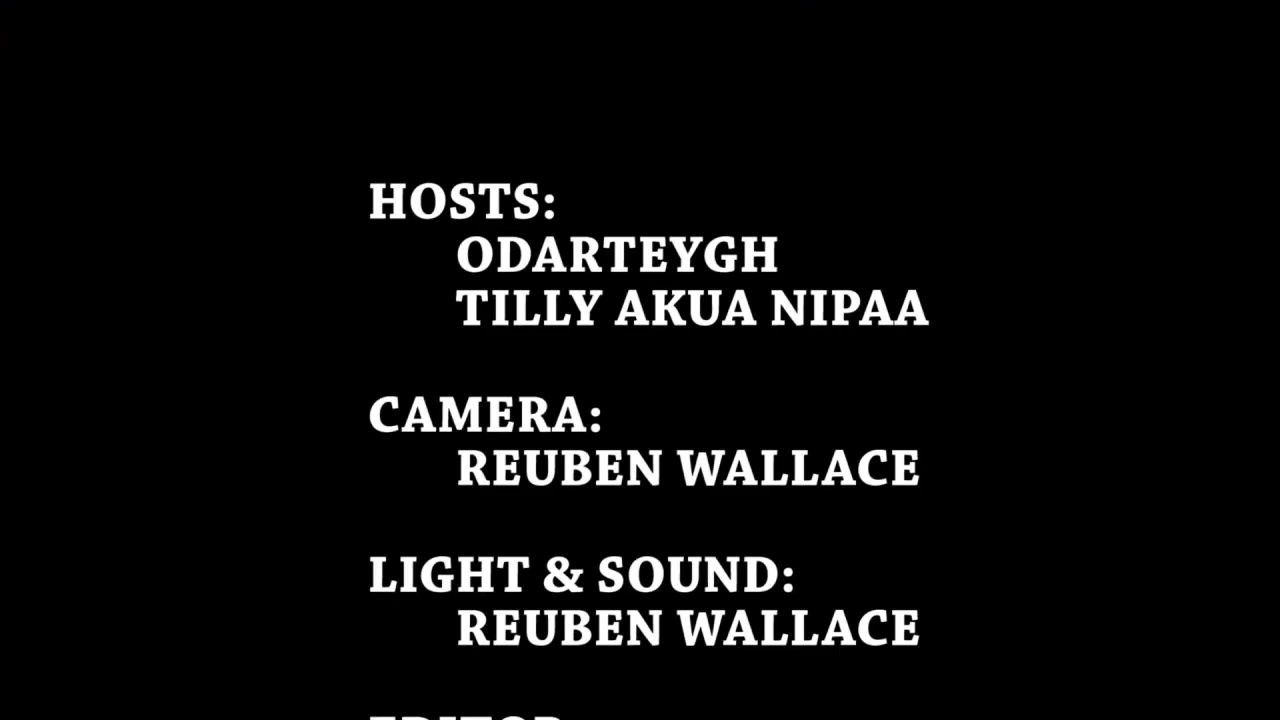 HOSTS:
ODARTEYGH
TILLY AKUA NIPAA
CAMERA:
REUBEN WALLACE
LIGHT & SOUND:
REUBEN WALLACE